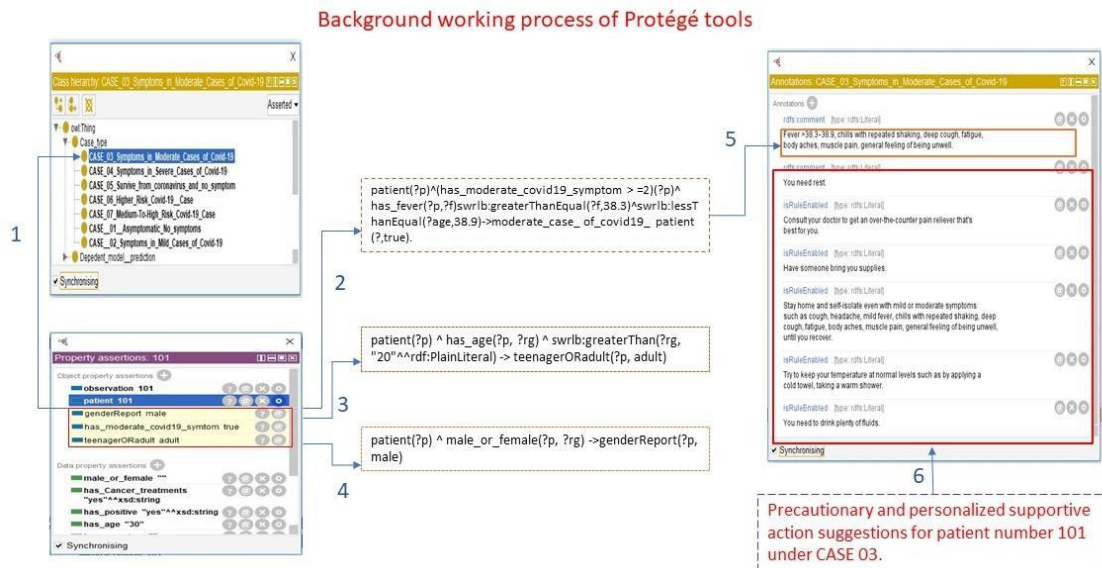 Background working process of Protégé tools
X
Class hierarchy: CASE_03_Symptoms_in_Moderate_Cases_of_Covid-19
Asserted
owl:Thing
Case_type
CASE_03_Symptoms_in_Moderate_Cases_of_Covid-19
CASE_04_Symptoms_in_Severe_Cases_of_Covid-19
CASE_05_Survive_from_coronavirus_and_no_symptom
CASE_06_Higher_Risk_Covid-19__Case
CASE_07_Medium-To-High_Risk_Covid-19_Case
CASE__01__Asymptomatic_No_symptoms
CASE__02_Symptoms_in_Mild_Cases_of_Covid-19
Depedent_model__prediction
Synchronising
1
X
Property assertions: 101
Object property assertions
observation 101
patient 101
genderReport male
has_moderate_covid19_symtom true
teenagerORadult adult
Data property assertions
male_or_female ""
has_Cancer_treatments
"yes"^^xsd:string
has_positive "yes"^^xsd:string
has_age "30"
Synchronising
2
patient(?p)^(has_moderate_covid19_symptom > =2)(?p)^
has_fever(?p,?f)swrlb:greaterThanEqual(?f,38.3)^swrlb:lessT
hanEqual(?age,38.9)->moderate_case_ of_covid19_ patient
(?,true).
3
patient(?p) ^ has_age(?p, ?rg) ^ swrlb:greaterThan(?rg,
"20"^^rdf:PlainLiteral) -> teenagerORadult(?p, adult)
4
patient(?p) ^ male_or_female(?p, ?rg) ->genderReport(?p,
male)
5
X
Annotations: CASE_03_Symptoms_in_Moderate_Cases_of_Covid-19
Annotations
rdfs:comment [type: rdfs:Literal]
Fever >38.3-38.9, chills with repeated shaking, deep cough, fatigue,
body aches, muscle pain, general feeling of being unwell.
rdfs:comment [type: rdfs:Literal]
You need rest.
isRuleEnabled [type: rdfs:Literal]
Consult your doctor to get an over-the-counter pain reliever that's
best for you.
isRuleEnabled [type: rdfs:Literal]
Have someone bring you supplies.
isRuleEnabled [type: rdfs:Literal]
Stay home and self-isolate even with mild or moderate symptoms
such as cough, headache, mild fever, chills with repeated shaking, deep
cough, fatigue, body aches, muscle pain, general feeling of being unwell,
until you recover.
isRuleEnabled [type: rdfs:Literal]
Try to keep your temperature at normal levels such as by applying a
cold towel, taking a warm shower.
isRuleEnabled [type: rdfs:Literal]
You need to drink plenty of fluids.
Synchronising
6
Precautionary and personalized supportive
action suggestions for patient number 101
under CASE 03.